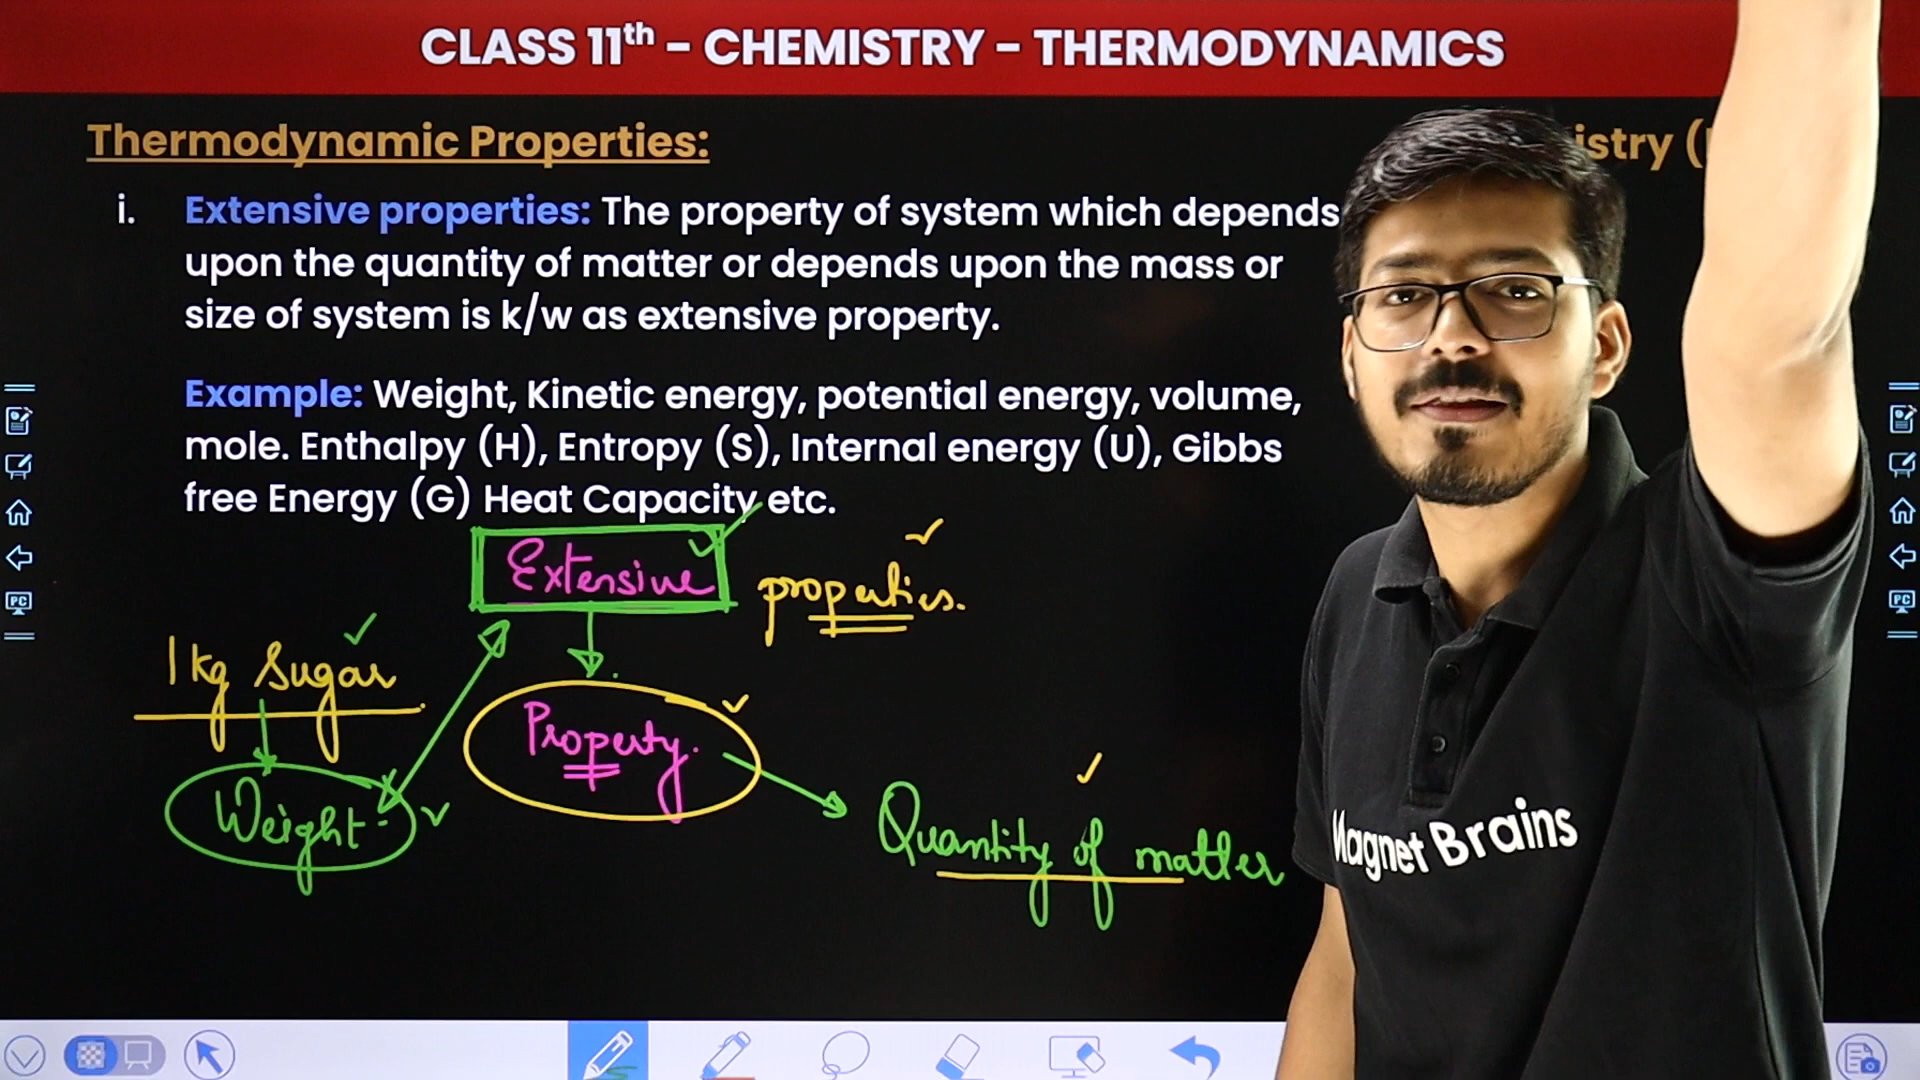 CLASS 11th - CHEMISTRY - THERMODYNAMICS
Thermodynamic Properties:
istry (
i. Extensive properties: The property of system which depends
upon the quantity of matter or depends upon the mass or
size of system is k/w as extensive property.
Example: Weight, Kinetic energy, potential energy, volume,
mole. Enthalpy (H), Entropy (S), Internal energy (U), Gibbs
free Energy (G) Heat Capacity etc.
Extensive properties.
1kg Sugar
Property.
Weight
Quantity of matter
Magnet Brains
PC
PC